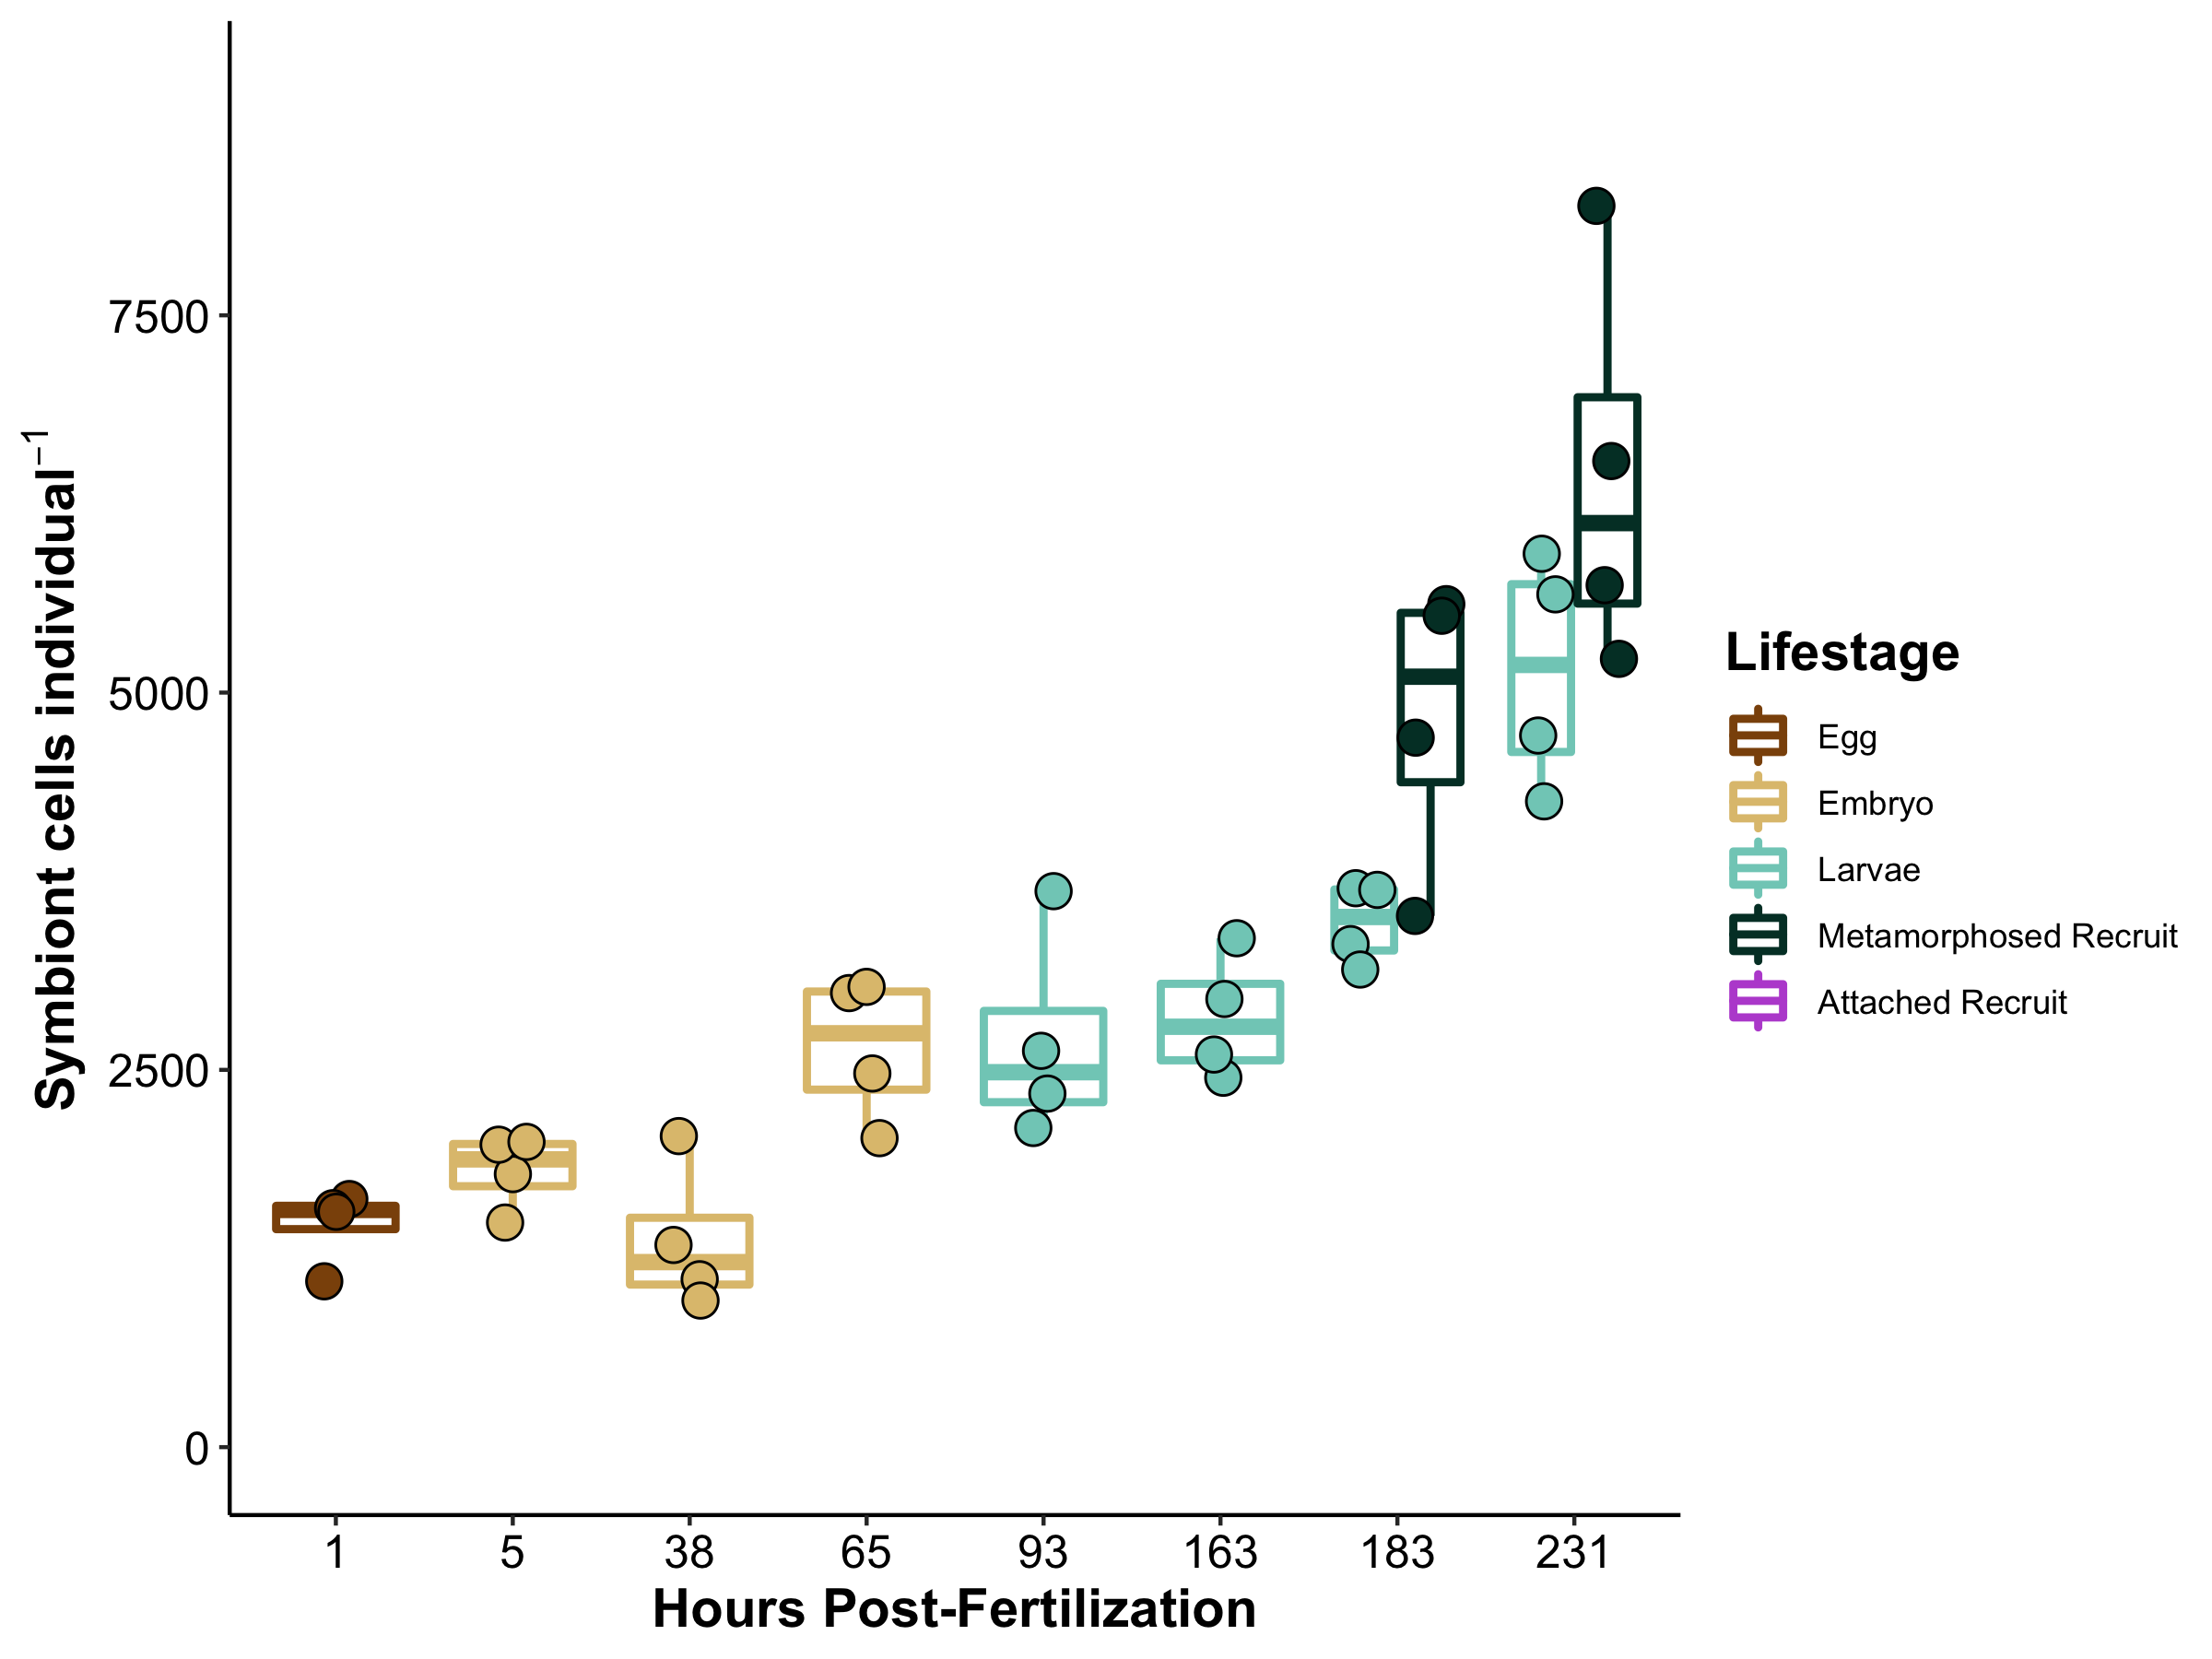 Symbiont cells individual⁻¹
7500
5000
2500
0
1 5 38 65 93 163 183 231
Hours Post-Fertilization
Lifestage
Egg
Embryo
Larvae
Metamorphosed Recruit
Attached Recruit